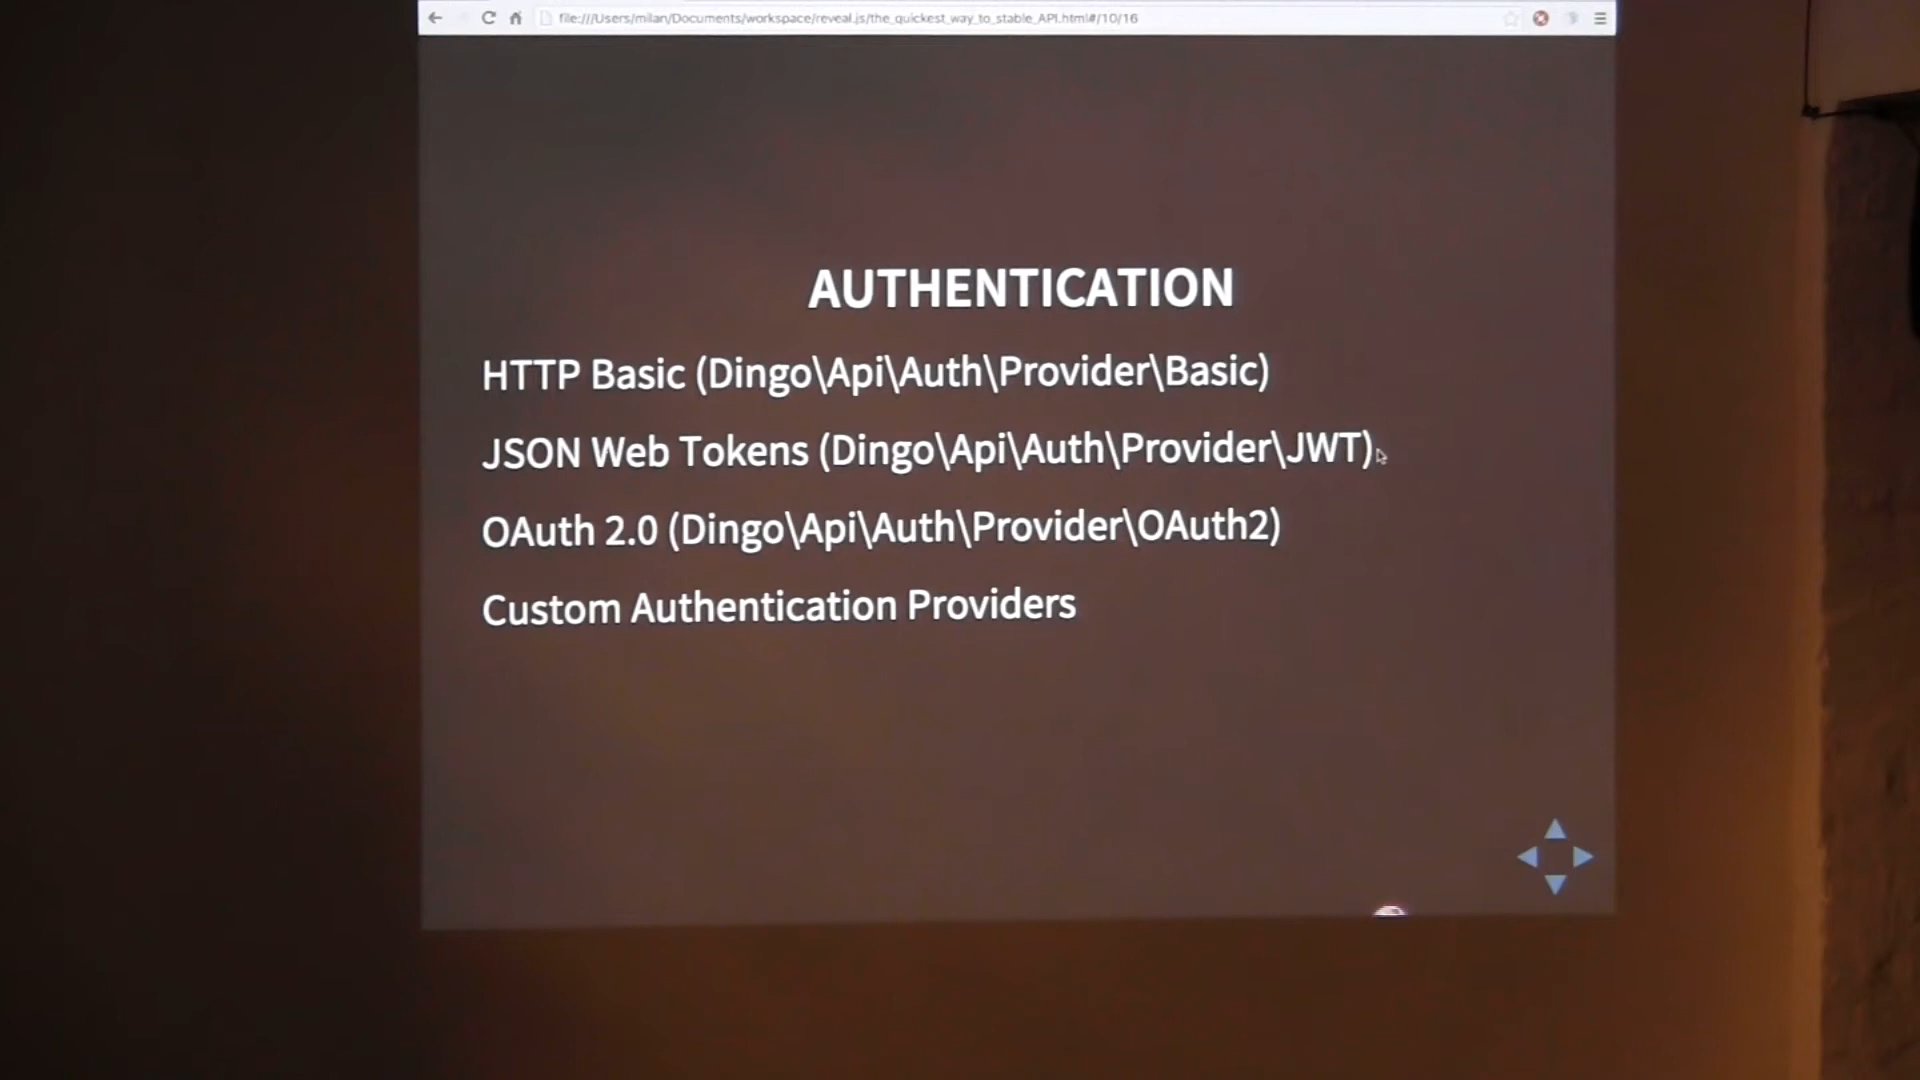 file:///Users/milan/Documents/workspace/reveal.js/the_quickest_way_to_stable_API.html#/10/16
AUTHENTICATION
HTTP Basic (Dingo\Api\Auth\Provider\Basic)
JSON Web Tokens (Dingo\Api\Auth\Provider\JWT)
OAuth 2.0 (Dingo\Api\Auth\Provider\OAuth2)
Custom Authentication Providers